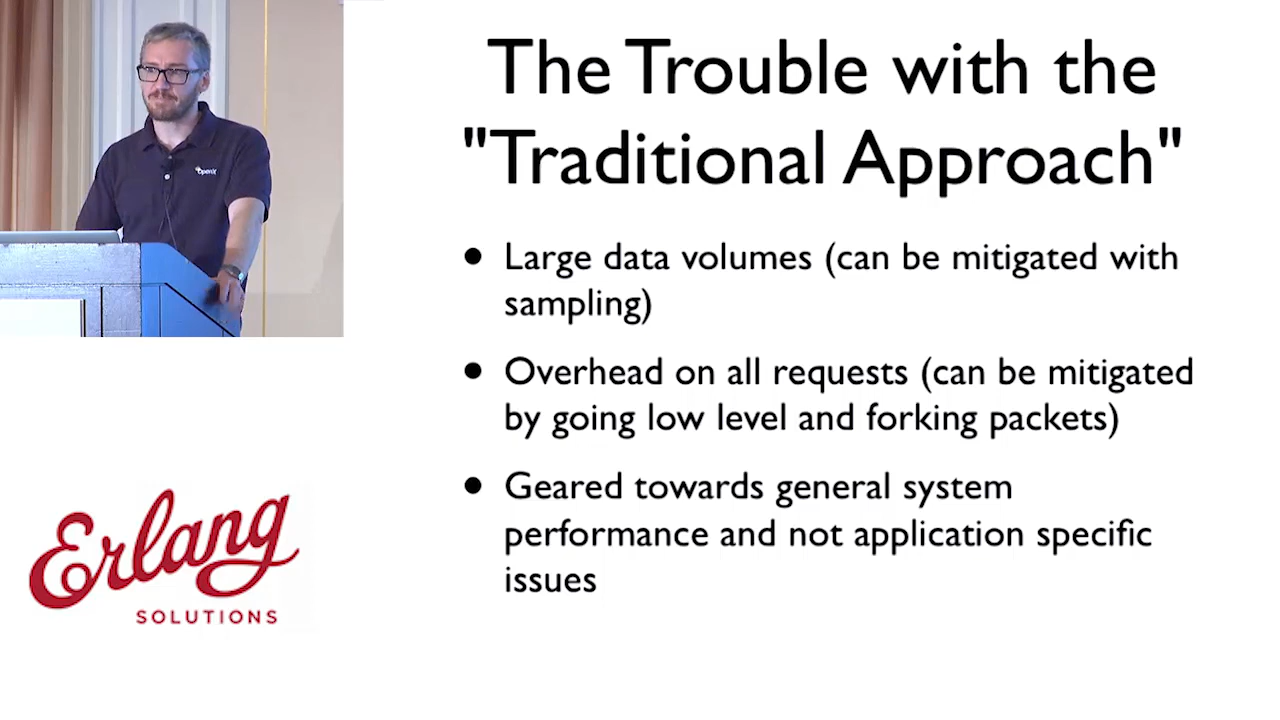 The Trouble with the
"Traditional Approach"
• Large data volumes (can be mitigated with
sampling)
• Overhead on all requests (can be mitigated
by going low level and forking packets)
• Geared towards general system
performance and not application specific
issues
OpenX
Erlang
SOLUTIONS